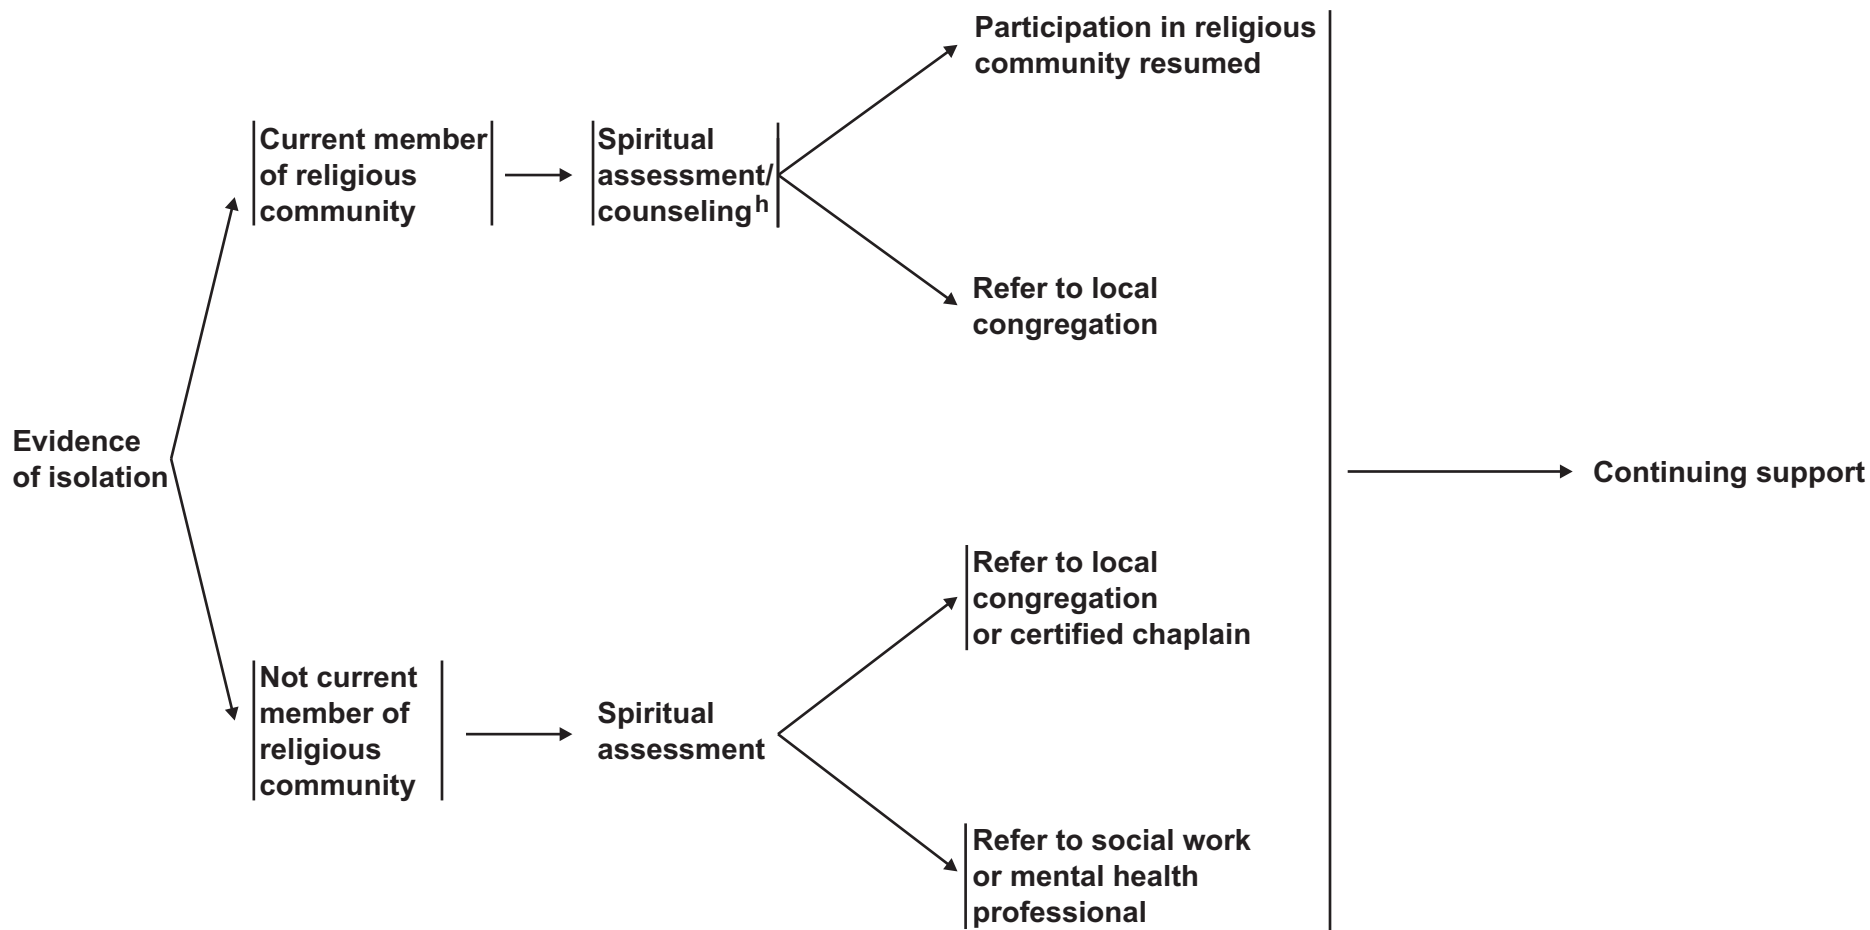 Participation in religious
community resumed
Current member
of religious
community
Spiritual
assessment/
counseling h
Refer to local
congregation
Evidence
of isolation
Continuing support
Refer to local
congregation
or certified chaplain
Not current
member of
religious
community
Spiritual
assessment
Refer to social work
or mental health
professional